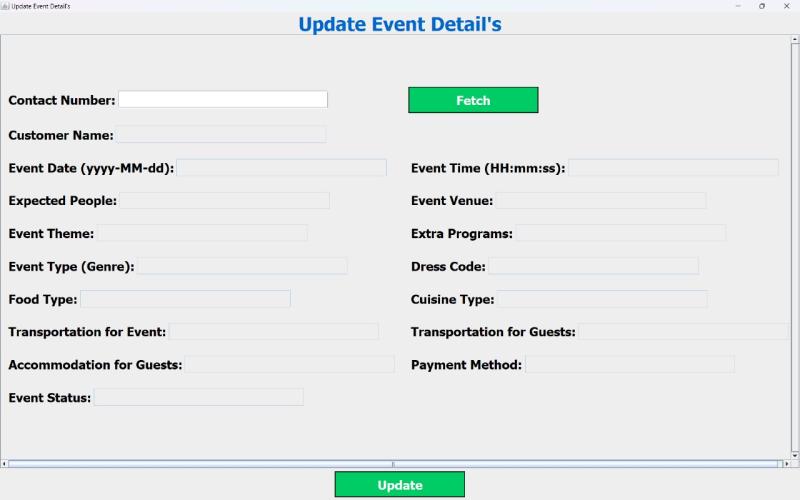 Update Event Detail's
Update Event Detail's
Contact Number: Fetch
Customer Name:
Event Date (yyyy-MM-dd): Event Time (HH:mm:ss):
Expected People: Event Venue:
Event Theme: Extra Programs:
Event Type (Genre): Dress Code:
Food Type: Cuisine Type:
Transportation for Event: Transportation for Guests:
Accommodation for Guests: Payment Method:
Event Status:
Update